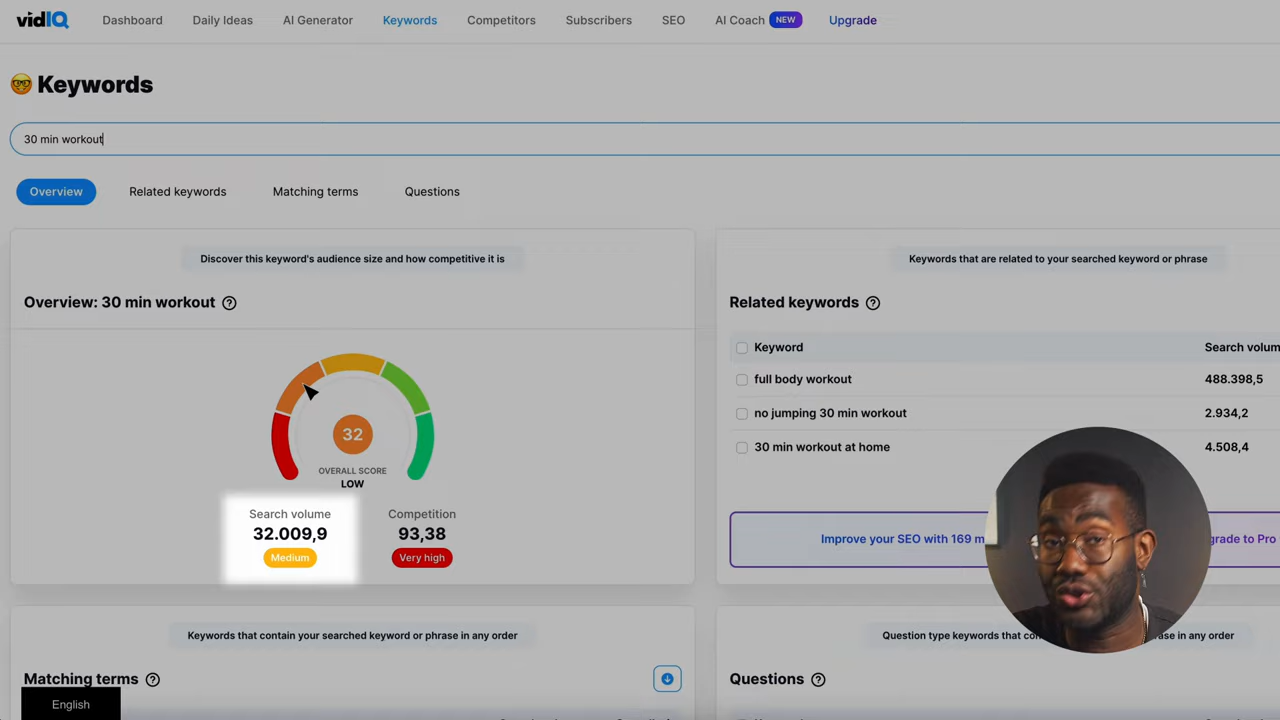 vidIQ Dashboard Daily Ideas AI Generator Keywords Competitors Subscribers SEO AI Coach NEW Upgrade
Keywords
30 min workout
Overview Related keywords Matching terms Questions
Discover this keyword's audience size and how competitive it is
Overview: 30 min workout ?
32
OVERALL SCORE
LOW
Search volume Competition
32.009,9 93,38
Medium Very high
Keywords that are related to your searched keyword or phrase
Related keywords ?
Keyword Search volum
full body workout 488.398,5
no jumping 30 min workout 2.934,2
30 min workout at home 4.508,4
Improve your SEO with 169 m grade to Pro
Keywords that contain your searched keyword or phrase in any order
Matching terms ?
Question type keywords that con ase in any order
Questions ?
English